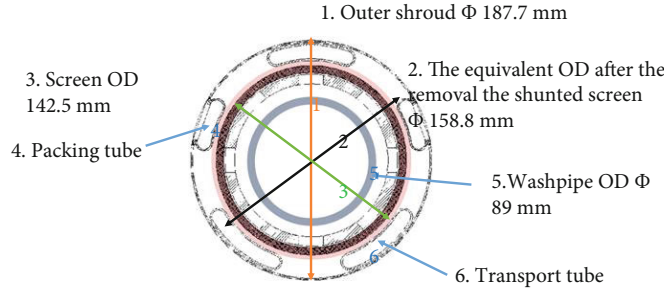 1. Outer shroud Φ 187.7 mm
3. Screen OD
142.5 mm
2. The equivalent OD after the
removal the shunted screen
Φ 158.8 mm
4. Packing tube
5.Washpipe OD Φ
89 mm
6. Transport tube
1
2
3
4
5
6